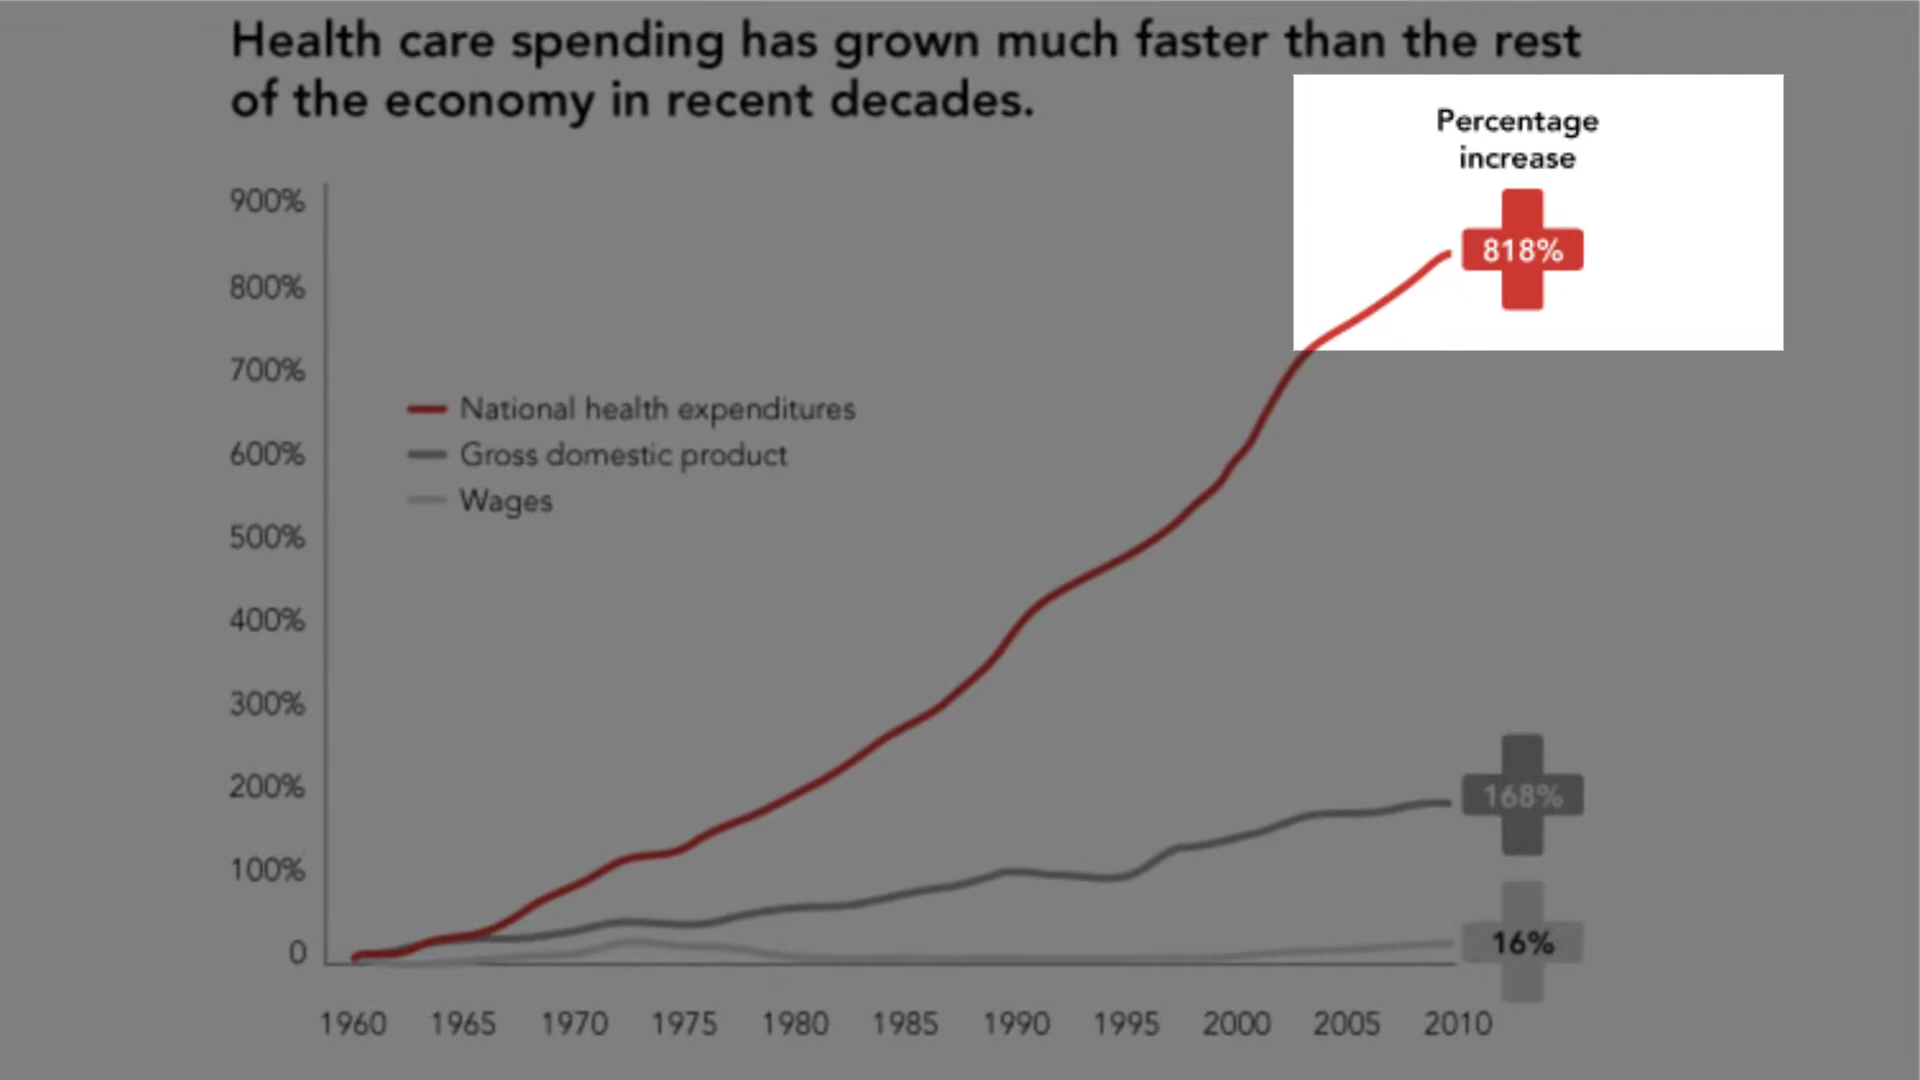 Health care spending has grown much faster than the rest
of the economy in recent decades.
Percentage
increase
900%
818%
800%
700%
National health expenditures
600%
Gross domestic product
Wages
500%
400%
300%
200%
168%
100%
0
16%
1960 1965 1970 1975 1980 1985 1990 1995 2000 2005 2010